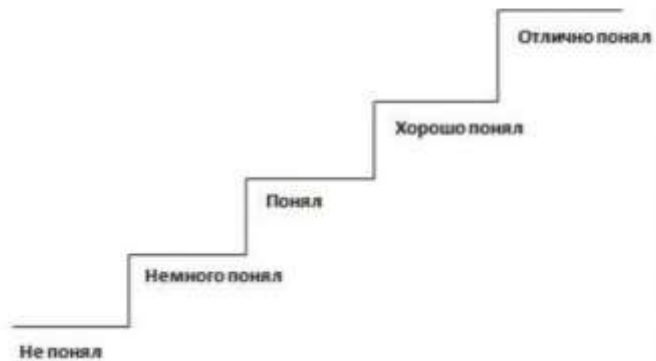 Отлично понял
Хорошо понял
Понял
Немного понял
Не понял